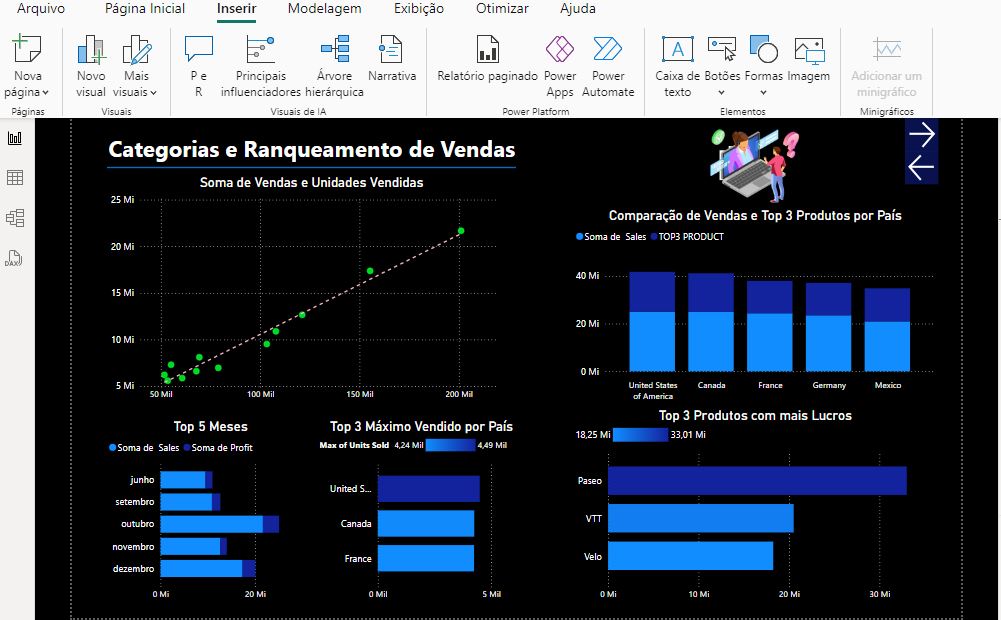 Arquivo Página Inicial Inserir Modelagem Exibição Otimizar Ajuda
Nova página
Novo visual
Mais visuais
P e R
Principais influenciadores
Árvore hierárquica
Narrativa
Relatório paginado
Power Apps
Power Automate
Caixa de texto
Botões
Formas
Imagem
Adicionar um minigráfico
Páginas Visuais Visuais de IA Power Platform Elementos Minigráficos
DAX
Categorias e Ranqueamento de Vendas
Soma de Vendas e Unidades Vendidas
25 Mi
20 Mi
15 Mi
10 Mi
5 Mi
50 Mi 100 Mi 150 Mi 200 Mi
Comparação de Vendas e Top 3 Produtos por País
Soma de Sales TOP3 PRODUCT
40 Mi
20 Mi
0 Mi
United States of America
Canada
France
Germany
Mexico
Top 5 Meses
Soma de Sales Soma de Profit
junho
setembro
outubro
novembro
dezembro
0 Mi 20 Mi
Top 3 Máximo Vendido por País
Max of Units Sold 4,24 Mil 4,49 Mil
United S...
Canada
France
0 Mil 5 Mil
Top 3 Produtos com mais Lucros
18,25 Mi 33,01 Mi
Paseo
VTT
Velo
0 Mi 10 Mi 20 Mi 30 Mi